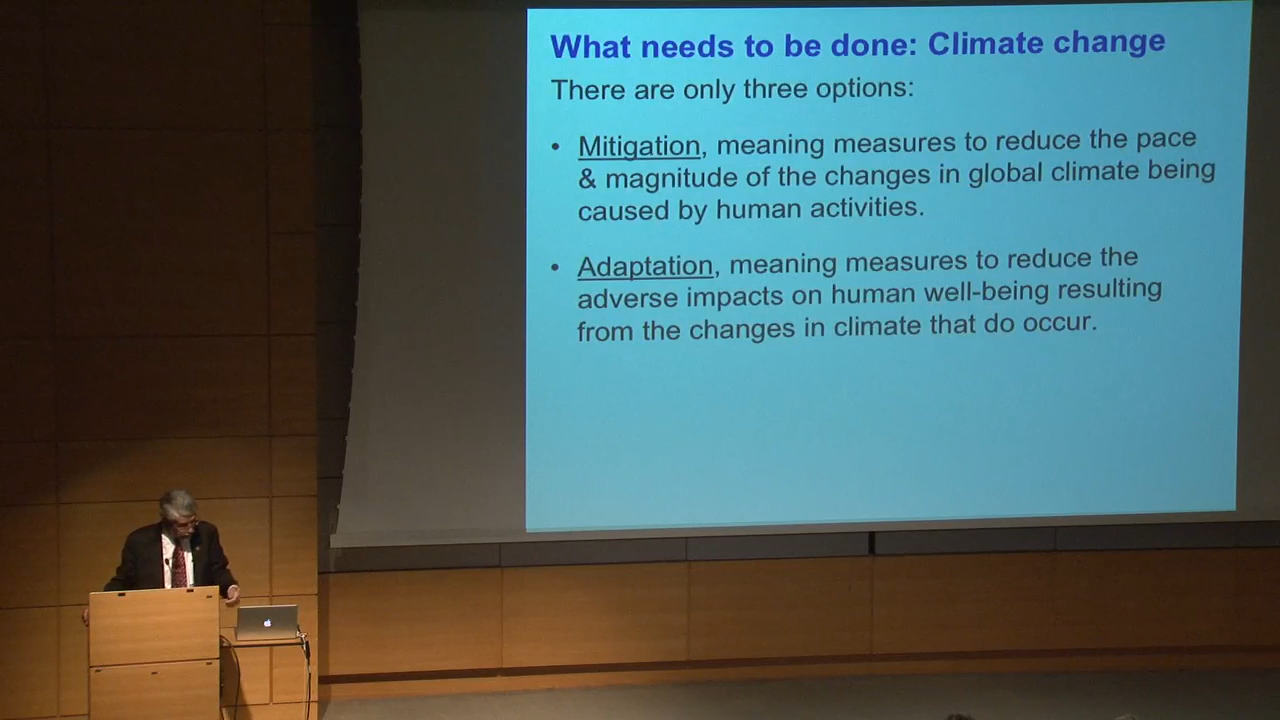 What needs to be done: Climate change
There are only three options:
• Mitigation, meaning measures to reduce the pace
& magnitude of the changes in global climate being
caused by human activities.
• Adaptation, meaning measures to reduce the
adverse impacts on human well-being resulting
from the changes in climate that do occur.